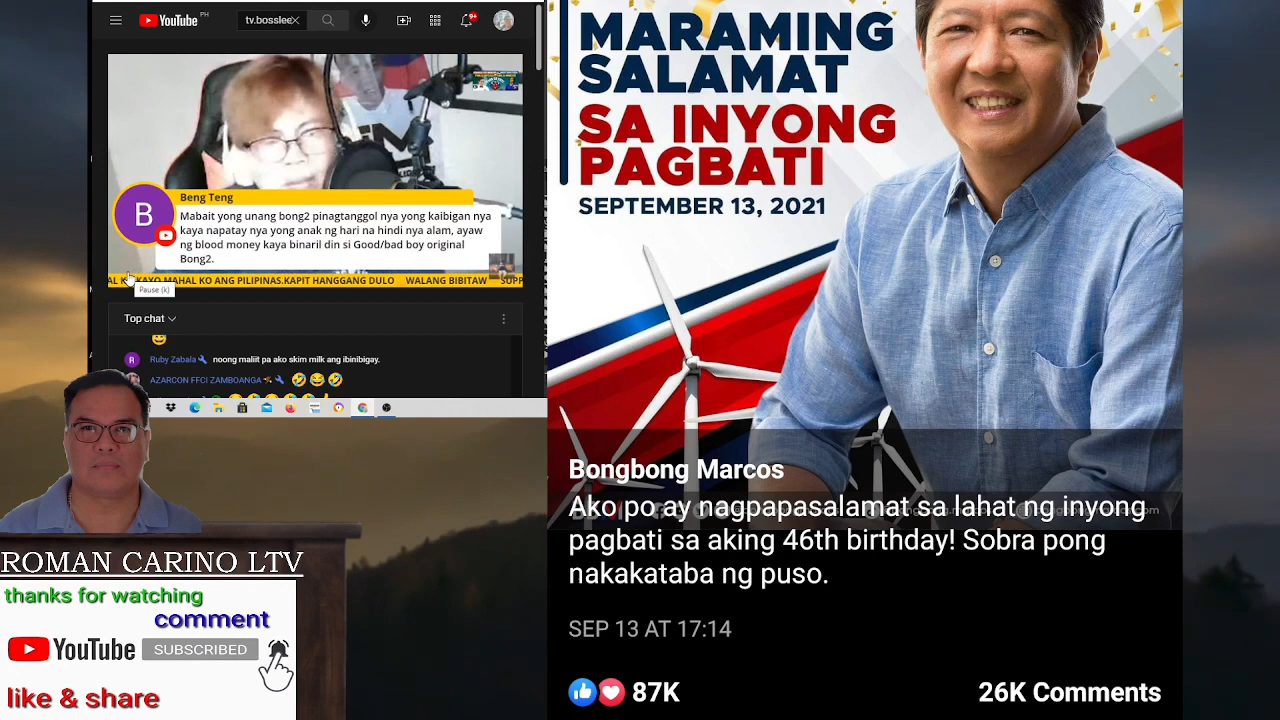 YouTube PH
tv.bosslee
9+
Beng Teng
Mabait yong unang bong2 pinagtanggol nya yong kaibigan nya
kaya napatay nya yong anak ng hari na hindi nya alam, ayaw
ng blood money kaya binaril din si Good/bad boy original
Bong2.
KAYO MAHAL KO ANG PILIPINAS.KAPIT HANGGANG DULO WALANG BIBITAW
Pause (k)
Top chat
Ruby Zabala noong maliit pa ako skim milk ang ibinibigay.
AZARCON FFCI ZAMBOANGA
ROMAN CARINO LTV
thanks for watching
comment
YouTube SUBSCRIBED
like & share
MARAMING
SALAMAT
SA INYONG
PAGBATI
SEPTEMBER 13, 2021
Bongbong Marcos
Ako po ay nagpapasalamat sa lahat ng inyong
pagbati sa aking 46th birthday! Sobra pong
nakakataba ng puso.
SEP 13 AT 17:14
87K
26K Comments